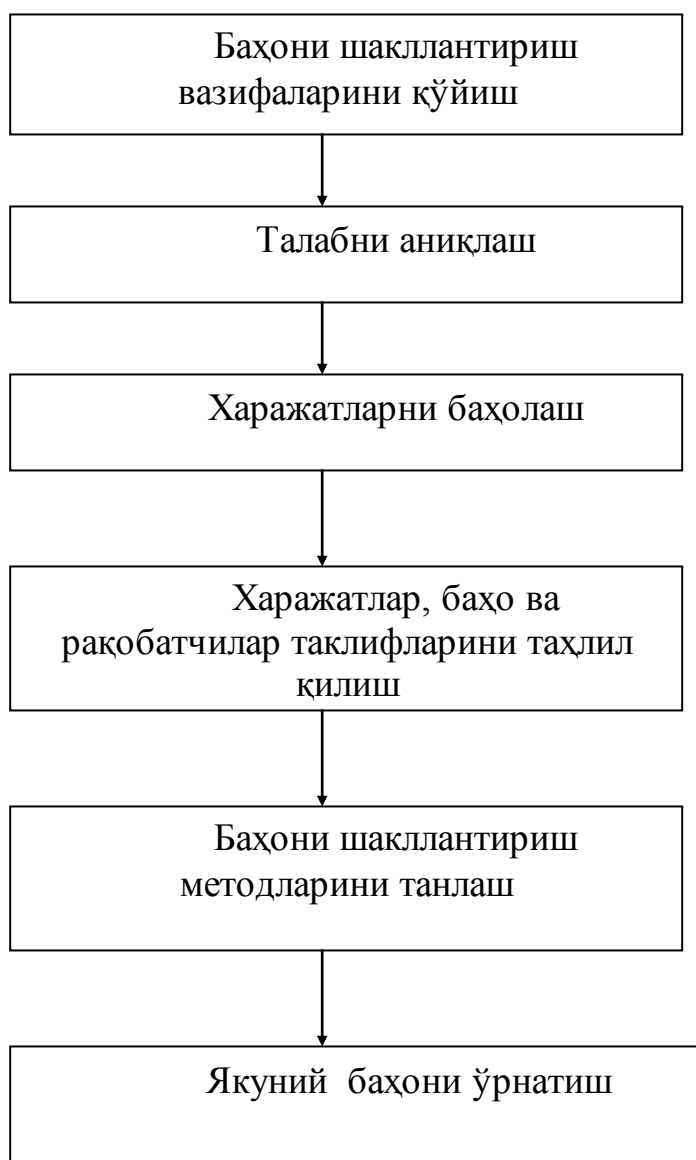 Баҳони шакллантириш
вазифаларини қўйиш
Талабни аниқлаш
Харажатларни баҳолаш
Харажатлар, баҳо ва
рақобатчилар таклифларини таҳлил
қилиш
Баҳони шакллантириш
методларини танлаш
Якуний баҳони ўрнатиш